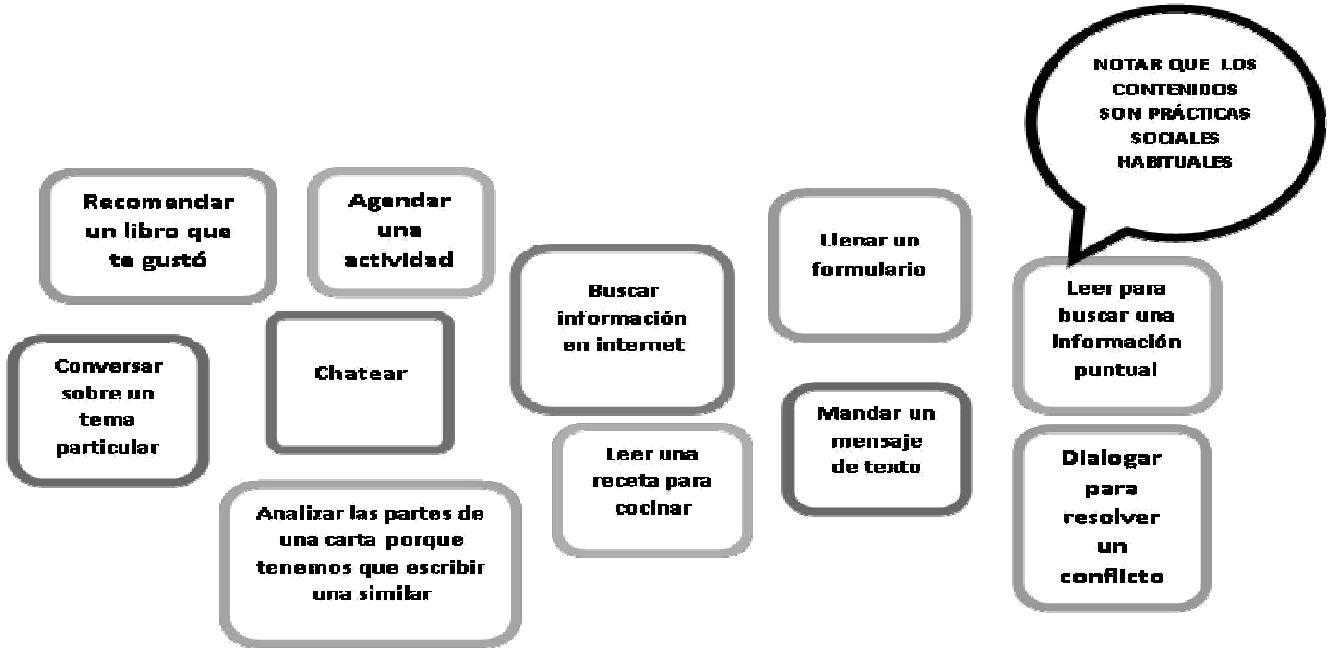 NOTAR QUE LOS
CONTENIDOS
SON PRÁCTICAS
SOCIALES
HABITUALES
Recomendar
un libro que
te gustó
Agendar
una
actividad
Buscar
información
en internet
Llenar un
formulario
Leer para
buscar una
información
puntual
Conversar
sobre un
tema
particular
Chatear
Analizar las partes de
una carta porque
tenemos que escribir
una similar
Leer una
receta para
cocinar
Mandar un
mensaje
de texto
Dialogar
para
resolver
un
conflicto